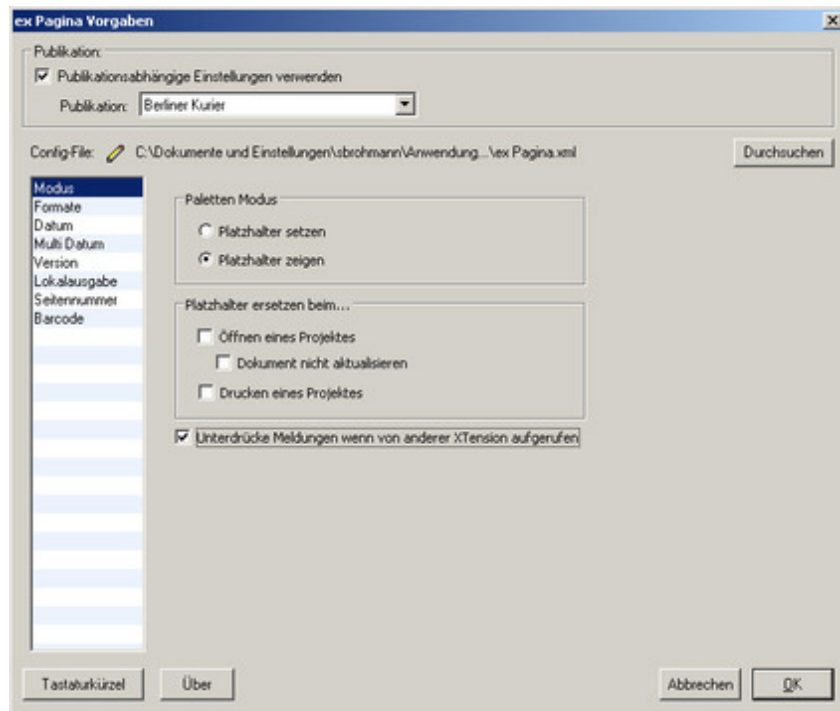 ex Pagina Vorgaben
Publikation:
Publikationsabhängige Einstellungen verwenden
Publikation: Berliner Kurier
Config-File: C:\Dokumente und Einstellungen\sbrohmann\Anwendung...\ex Pagina.xml Durchsuchen
Modus
Formate
Datum
Multi Datum
Version
Lokalausgabe
Seitennummer
Barcode
Paletten Modus
Platzhalter setzen
Platzhalter zeigen
Platzhalter ersetzen beim...
Öffnen eines Projektes
Dokument nicht aktualisieren
Drucken eines Projektes
Unterdrücke Meldungen wenn von anderer XTension aufgerufen
Tastaturkürzel Über Abbrechen OK